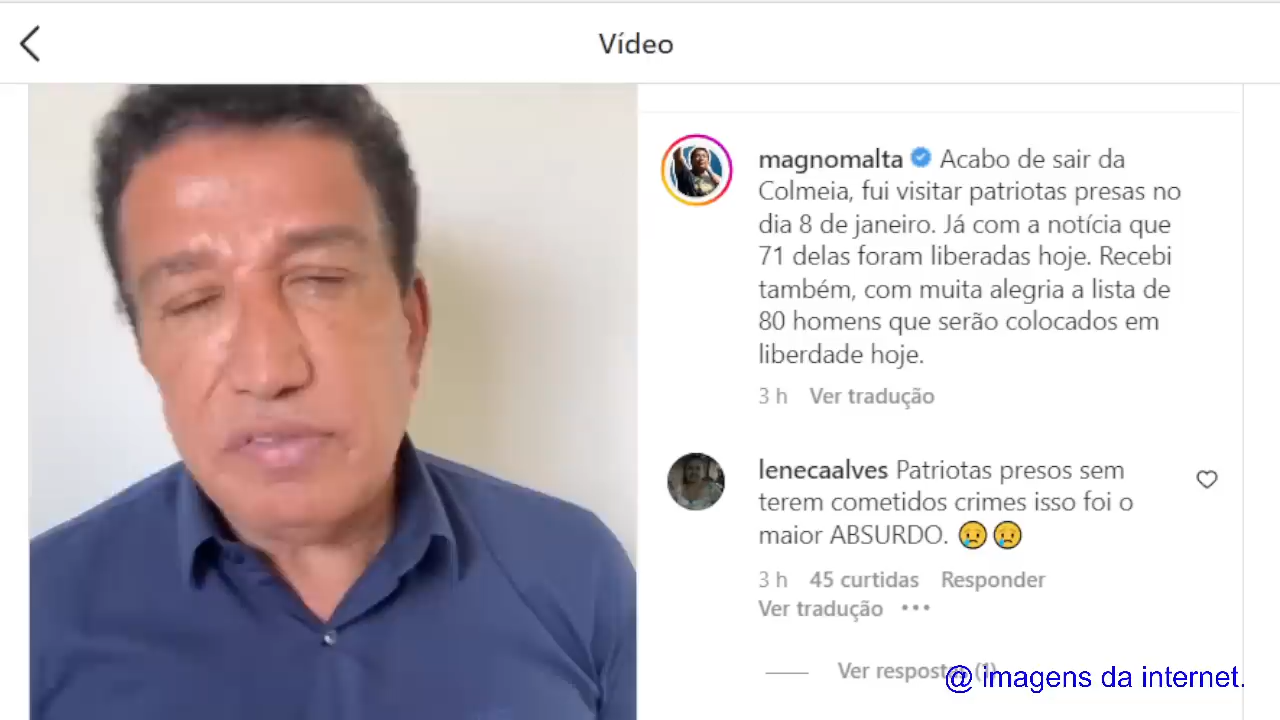 Vídeo
magnomalta Acabo de sair da
Colmeia, fui visitar patriotas presas no
dia 8 de janeiro. Já com a notícia que
71 delas foram liberadas hoje. Recebi
também, com muita alegria a lista de
80 homens que serão colocados em
liberdade hoje.
3 h Ver tradução
lenecaalves Patriotas presos sem
terem cometidos crimes isso foi o
maior ABSURDO. 😢😢
3 h 45 curtidas Responder
Ver tradução •••
Ver respostas (1)
@ imagens da internet.